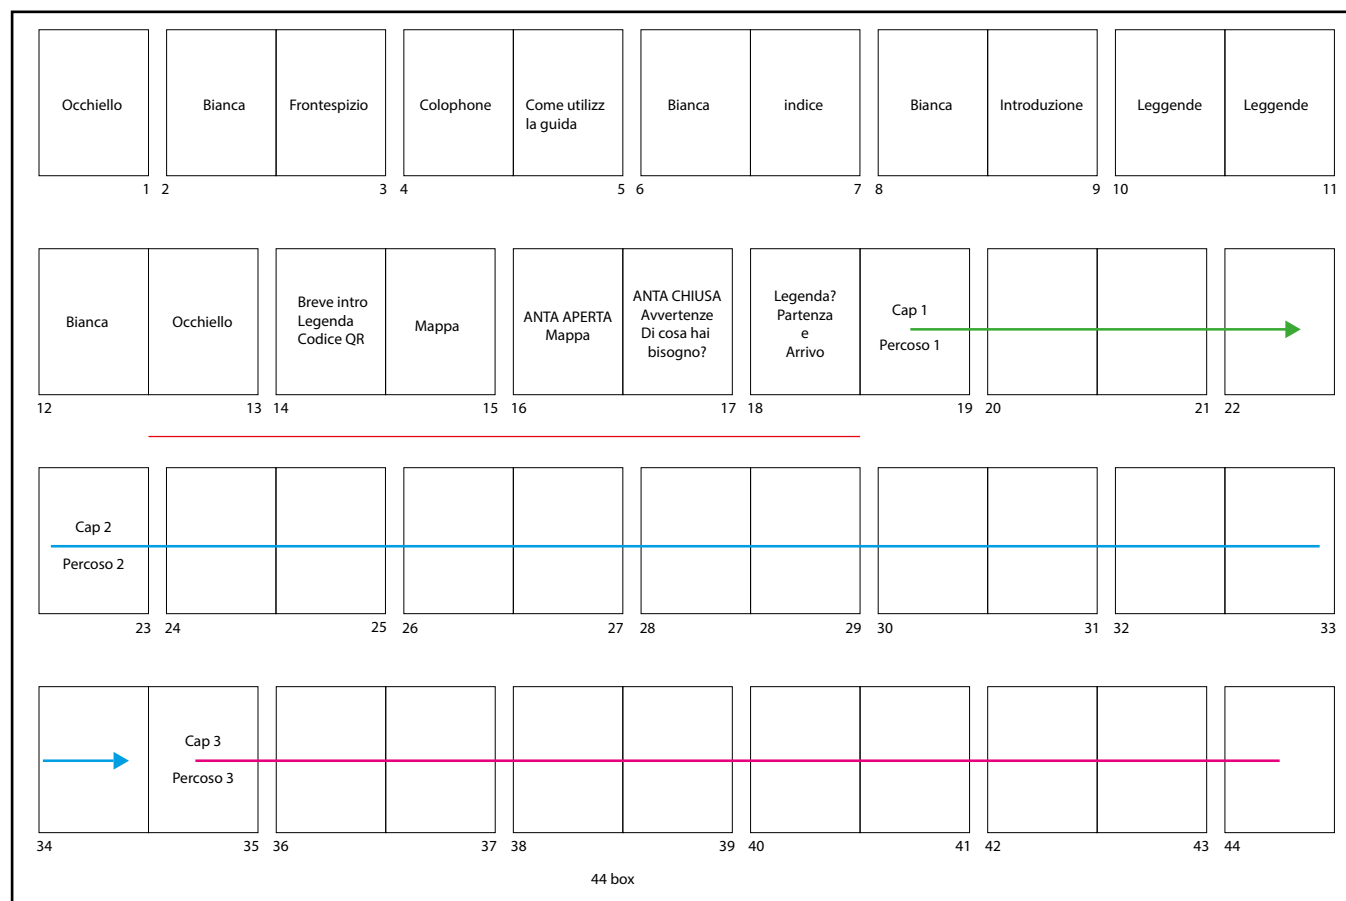 Occhiello
Bianca
Frontespizio
Colophone
Come utilizz
la guida
Bianca
indice
Bianca
Introduzione
Leggende
Leggende
1
2
3
4
5
6
7
8
9
10
11
Bianca
Occhiello
Breve intro
Legenda
Codice QR
Mappa
ANTA APERTA
Mappa
ANTA CHIUSA
Avvertenze
Di cosa hai
bisogno?
Legenda?
Partenza
e
Arrivo
Cap 1
Percoso 1
12
13
14
15
16
17
18
19
20
21
22
Cap 2
Percoso 2
23
24
25
26
27
28
29
30
31
32
33
Cap 3
Percoso 3
34
35
36
37
38
39
40
41
42
43
44
44 box